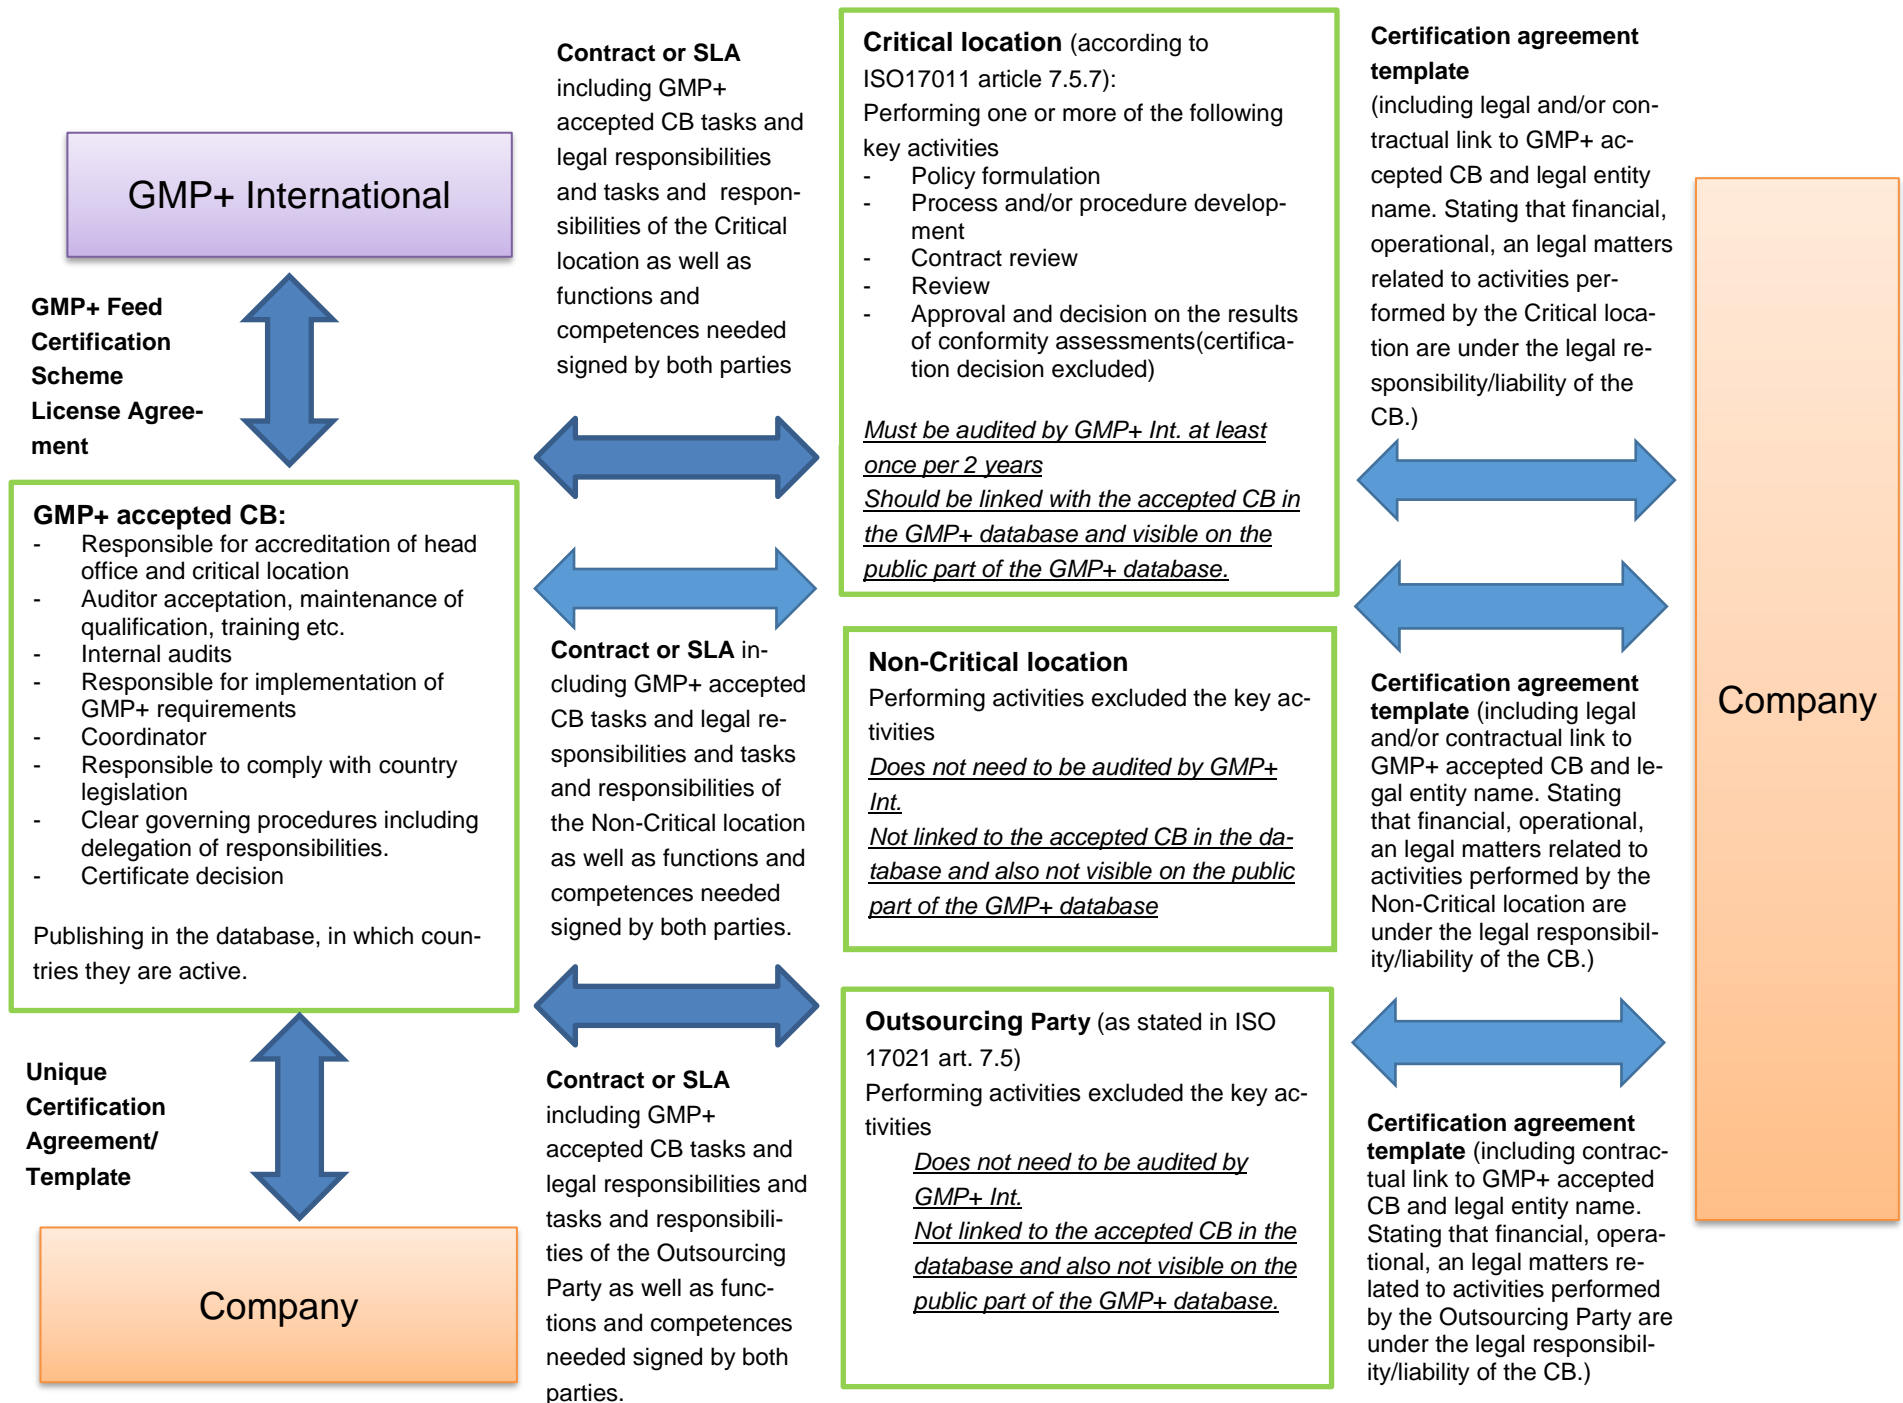 GMP+ International
GMP+ Feed
Certification
Scheme
License Agree-
ment
GMP+ accepted CB:
- Responsible for accreditation of head
office and critical location
- Auditor acceptation, maintenance of
qualification, training etc.
- Internal audits
- Responsible for implementation of
GMP+ requirements
- Coordinator
- Responsible to comply with country
legislation
- Clear governing procedures including
delegation of responsibilities.
- Certificate decision
Publishing in the database, in which coun-
tries they are active.
Unique
Certification
Agreement/
Template
Company
Contract or SLA
including GMP+
accepted CB tasks and
legal responsibilities
and tasks and respon-
sibilities of the Critical
location as well as
functions and
competences needed
signed by both parties
Contract or SLA in-
cluding GMP+ accepted
CB tasks and legal re-
sponsibilities and tasks
and responsibilities of
the Non-Critical location
as well as functions and
competences needed
signed by both parties.
Contract or SLA
including GMP+
accepted CB tasks and
legal responsibilities and
tasks and responsibili-
ties of the Outsourcing
Party as well as func-
tions and competences
needed signed by both
parties.
Critical location (according to
ISO17011 article 7.5.7):
Performing one or more of the following
key activities
- Policy formulation
- Process and/or procedure develop-
ment
- Contract review
- Review
- Approval and decision on the results
of conformity assessments(certifica-
tion decision excluded)
Must be audited by GMP+ Int. at least
once per 2 years
Should be linked with the accepted CB in
the GMP+ database and visible on the
public part of the GMP+ database.
Non-Critical location
Performing activities excluded the key ac-
tivities
Does not need to be audited by GMP+
Int.
Not linked to the accepted CB in the da-
tabase and also not visible on the public
part of the GMP+ database
Outsourcing Party (as stated in ISO
17021 art. 7.5)
Performing activities excluded the key ac-
tivities
Does not need to be audited by
GMP+ Int.
Not linked to the accepted CB in the
database and also not visible on the
public part of the GMP+ database.
Certification agreement
template
(including legal and/or con-
tractual link to GMP+ ac-
cepted CB and legal entity
name. Stating that financial,
operational, an legal matters
related to activities per-
formed by the Critical loca-
tion are under the legal re-
sponsibility/liability of the
CB.)
Certification agreement
template (including legal
and/or contractual link to
GMP+ accepted CB and le-
gal entity name. Stating
that financial, operational,
an legal matters related to
activities performed by the
Non-Critical location are
under the legal responsibil-
ity/liability of the CB.)
Certification agreement
template (including contrac-
tual link to GMP+ accepted
CB and legal entity name.
Stating that financial, opera-
tional, an legal matters re-
lated to activities performed
by the Outsourcing Party are
under the legal responsibil-
ity/liability of the CB.)
Company